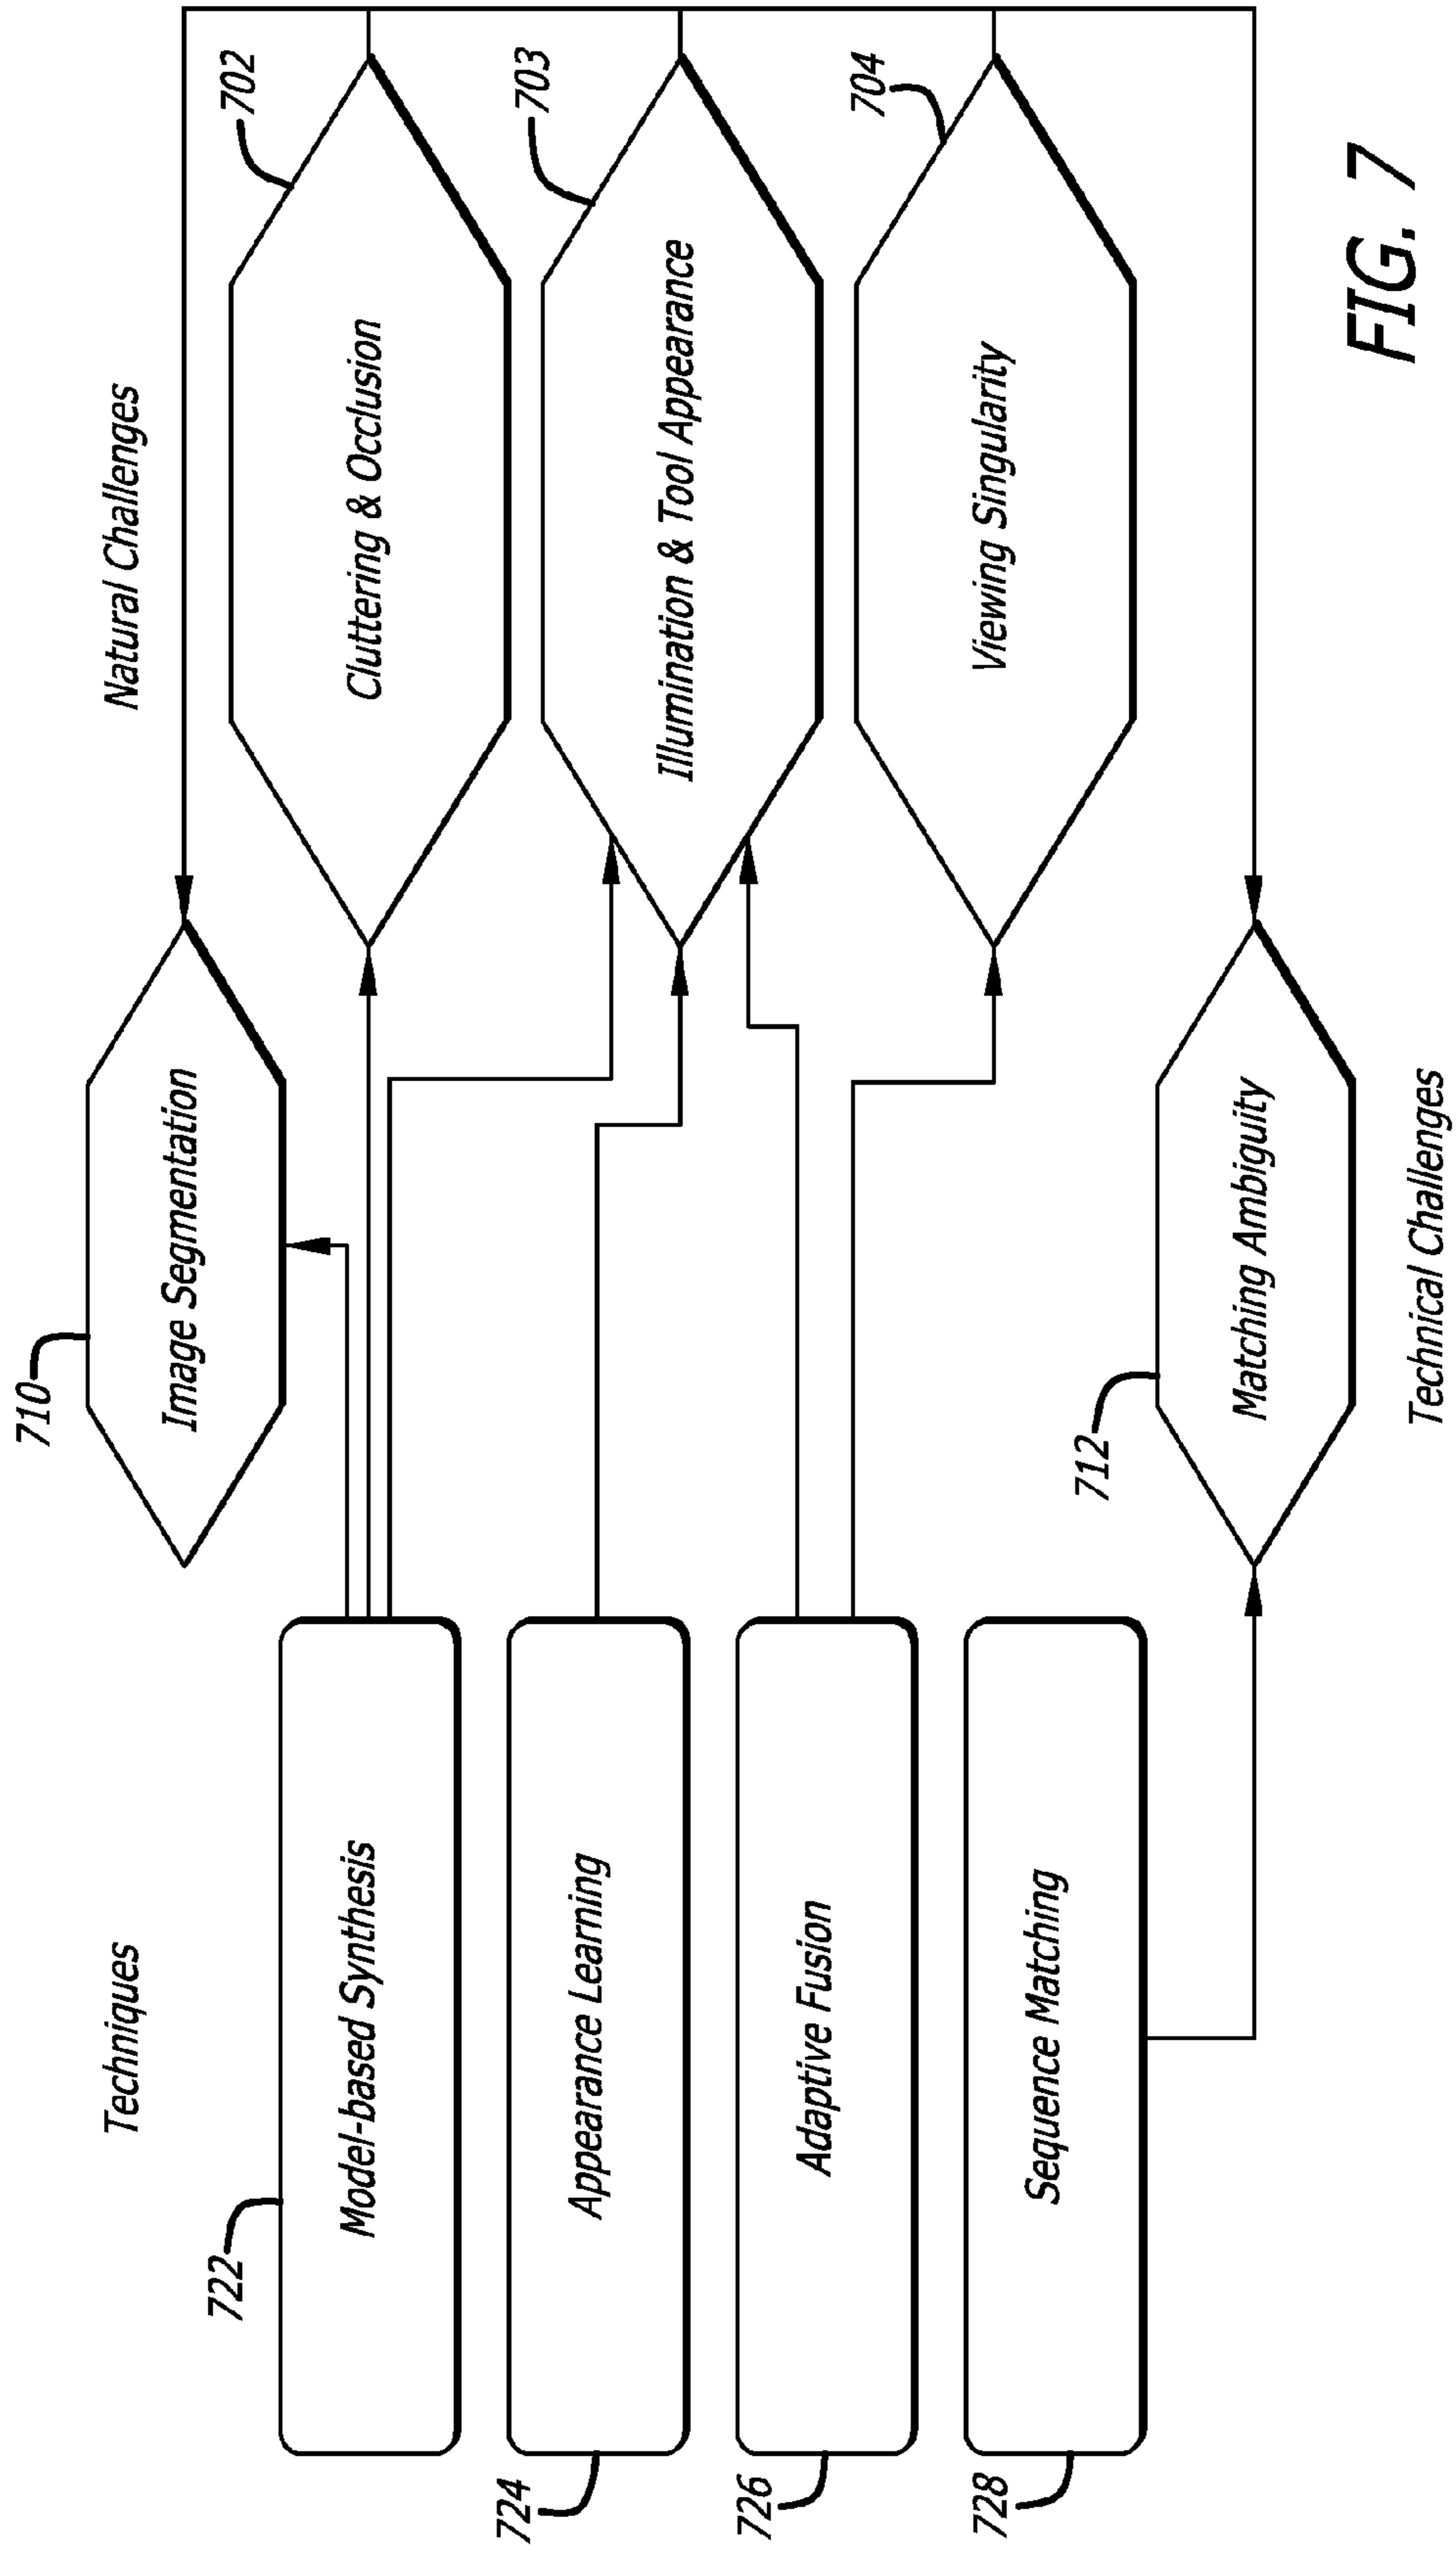 Techniques
Natural Challenges
710
Image Segmentation
722
Model-based Synthesis
702
Cluttering & Occlusion
724
Appearance Learning
703
Illumination & Tool Appearance
726
Adaptive Fusion
704
Viewing Singularity
728
Sequence Matching
712
Matching Ambiguity
Technical Challenges
FIG. 7